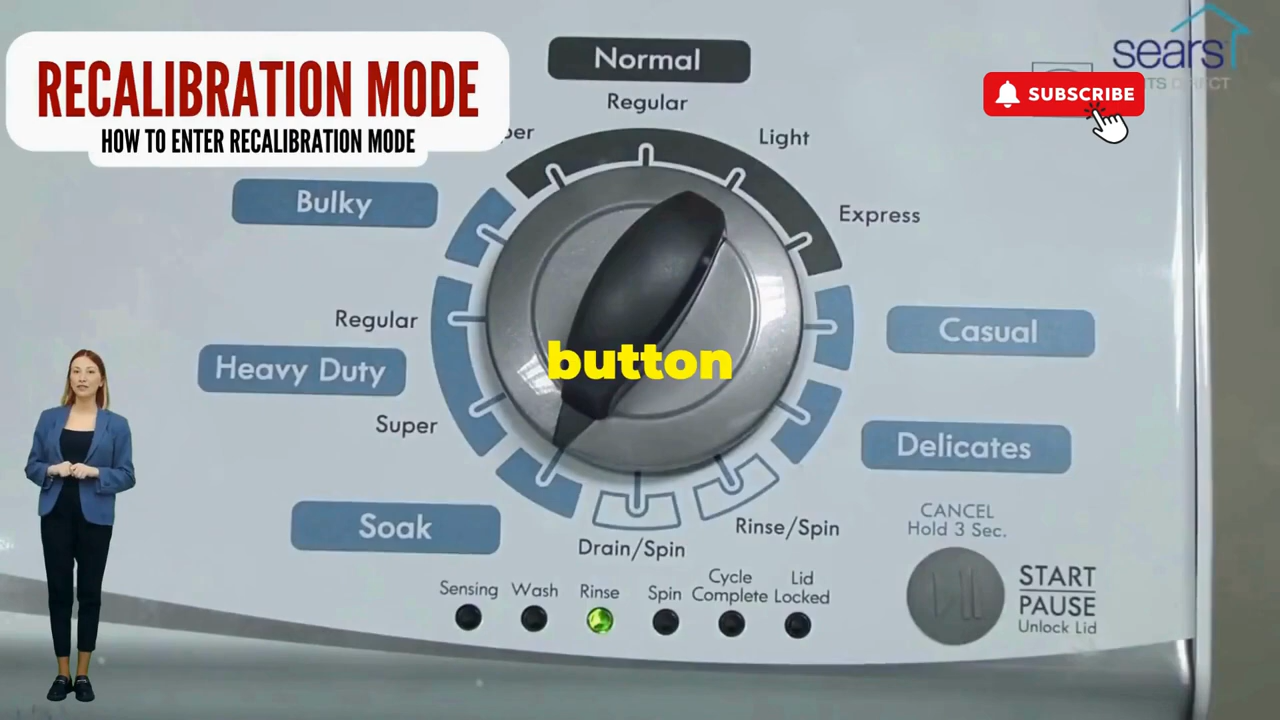 RECALIBRATION MODE
HOW TO ENTER RECALIBRATION MODE
sears
SUBSCRIBE
Normal
Regular
Light
Bulky
Express
Regular
Casual
button
Heavy Duty
Super
Delicates
Soak
CANCEL
Hold 3 Sec.
Rinse/Spin
Drain/Spin
Sensing
Wash
Rinse
Spin
Cycle
Complete
Lid
Locked
START
PAUSE
Unlock Lid